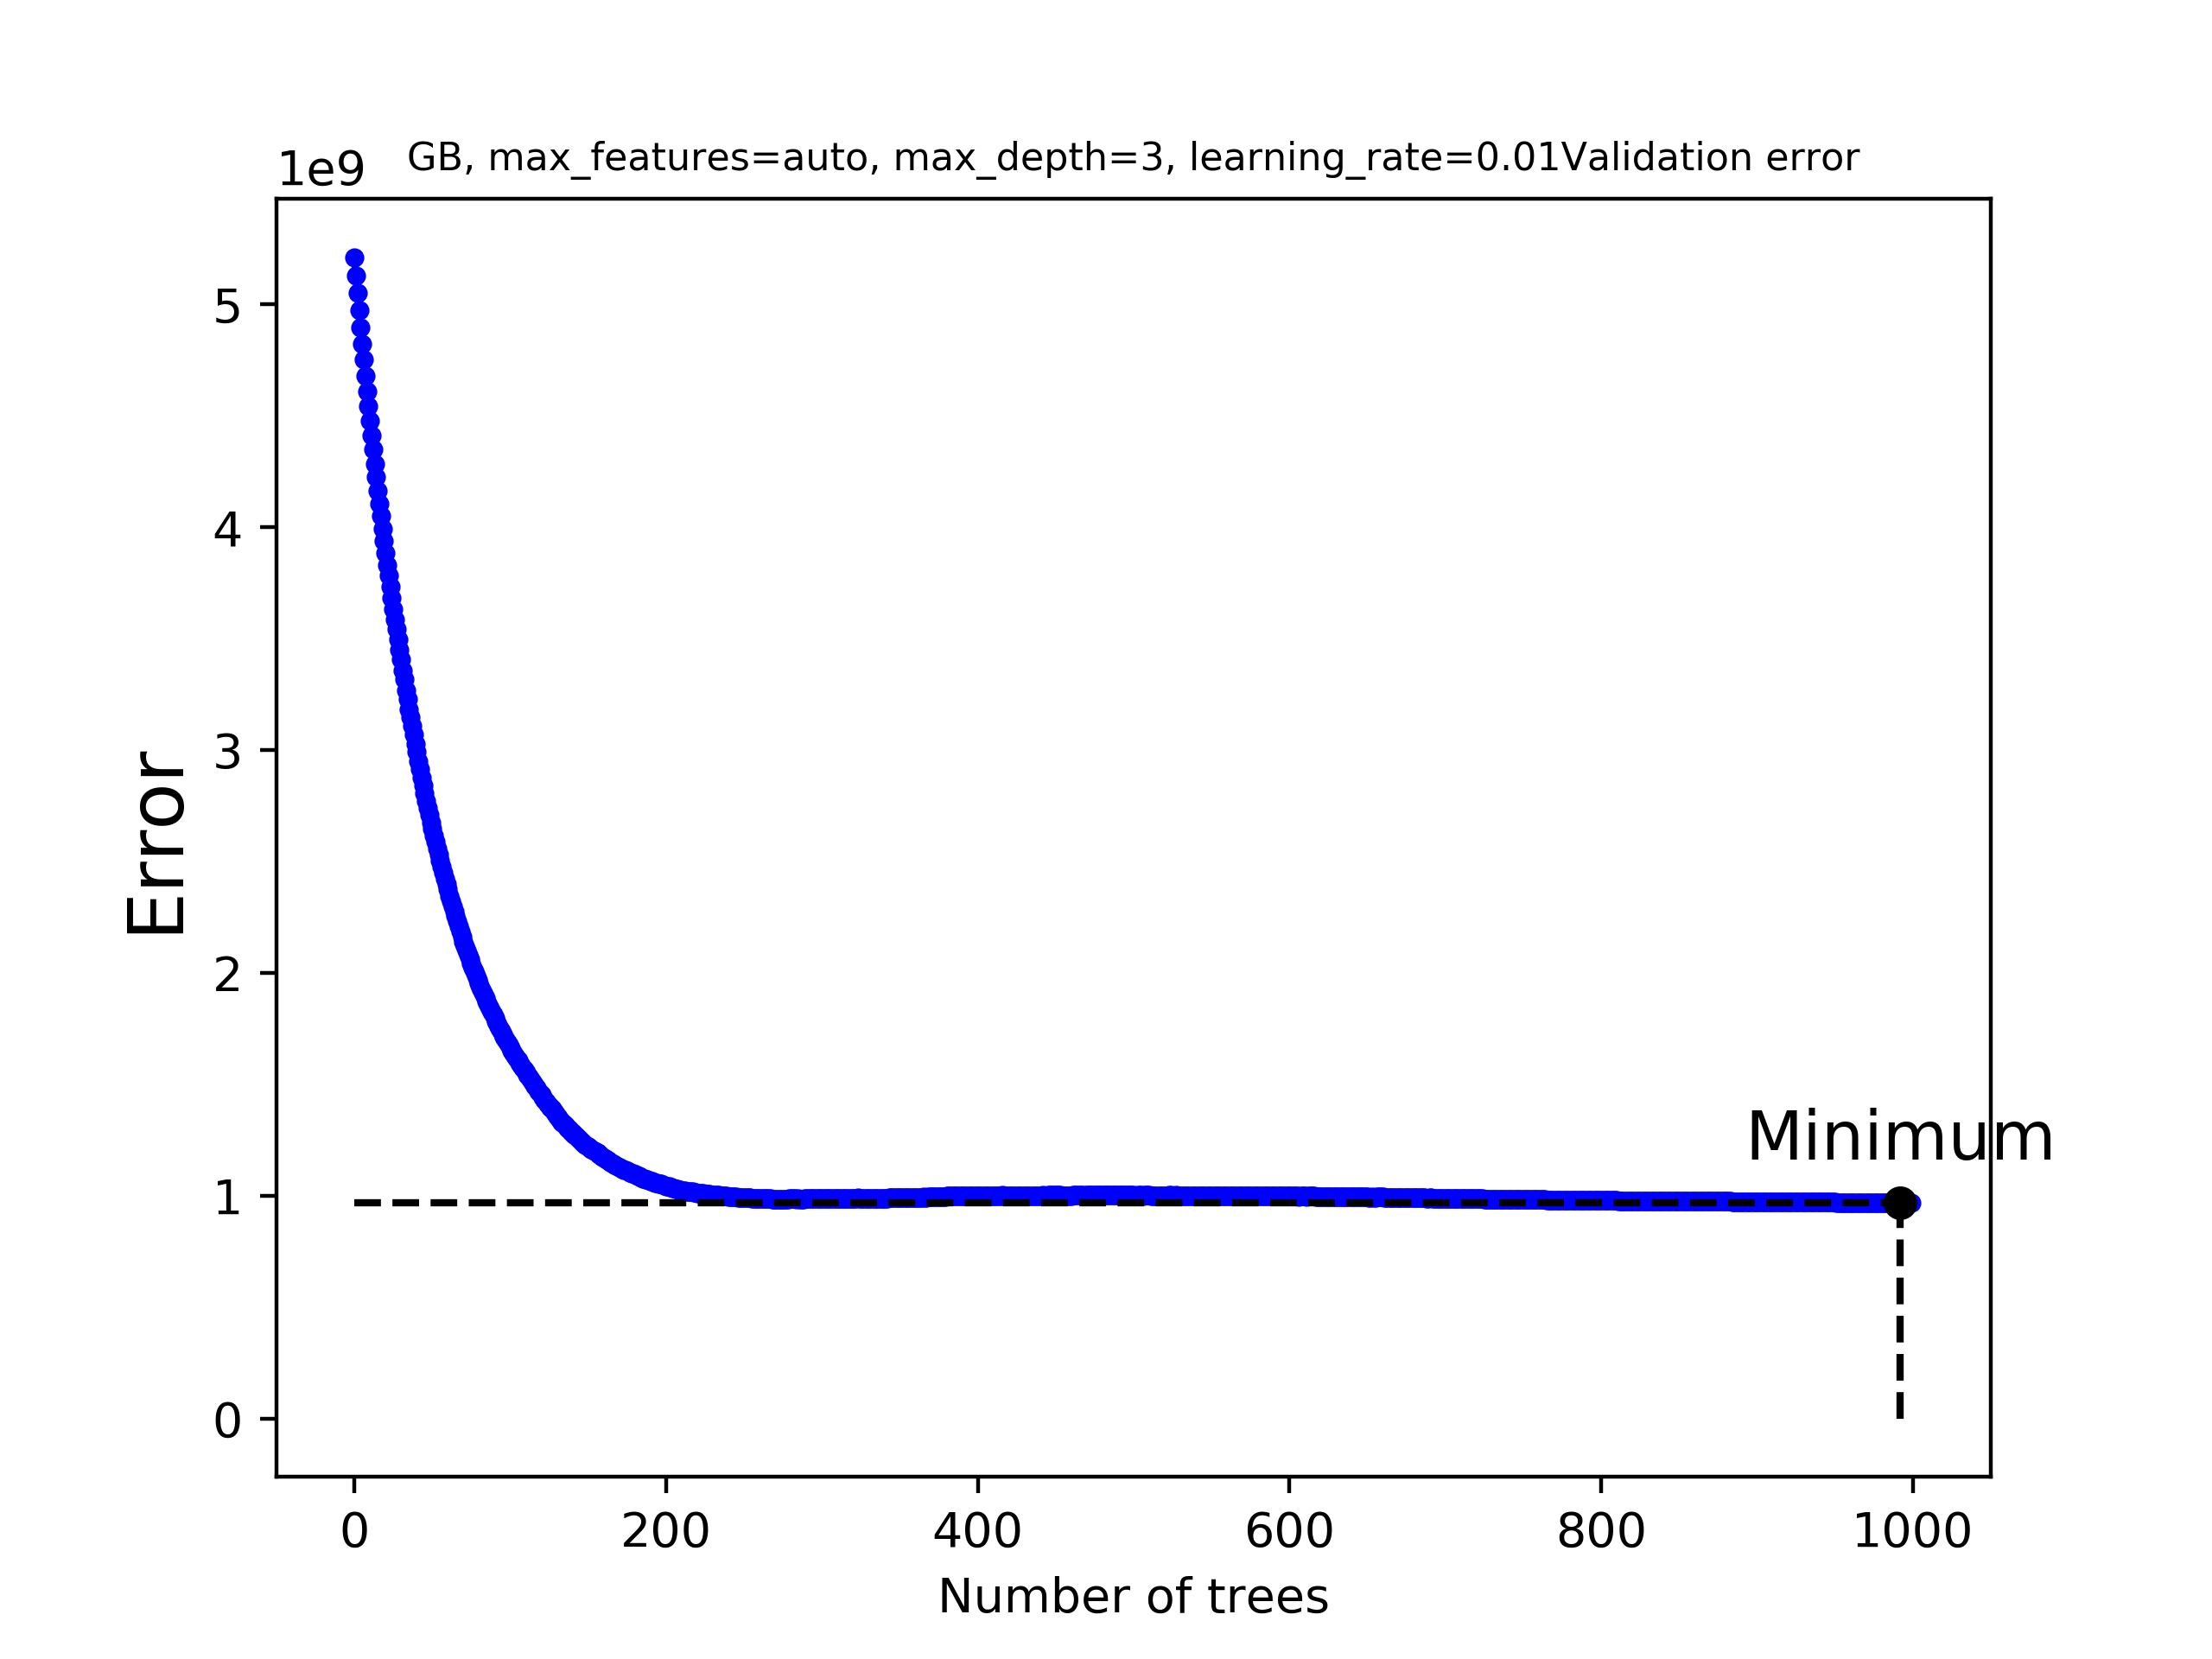 GB, max_features=auto, max_depth=3, learning_rate=0.01Validation error
1e9
5
4
3
2
1
0
Error
Minimum
0 200 400 600 800 1000
Number of trees